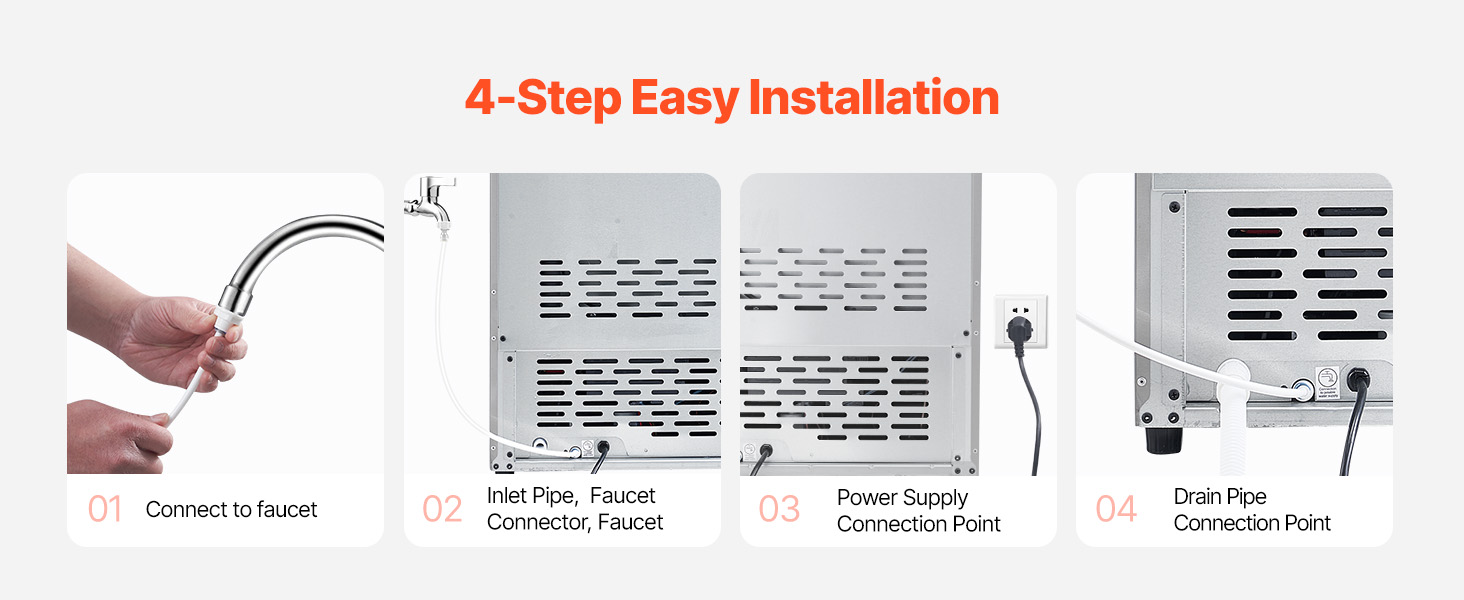 4-Step Easy Installation
01
Connect to faucet
02
Inlet Pipe,  Faucet
Connector, Faucet
03
Power Supply
Connection Point
04
Drain Pipe
Connection Point